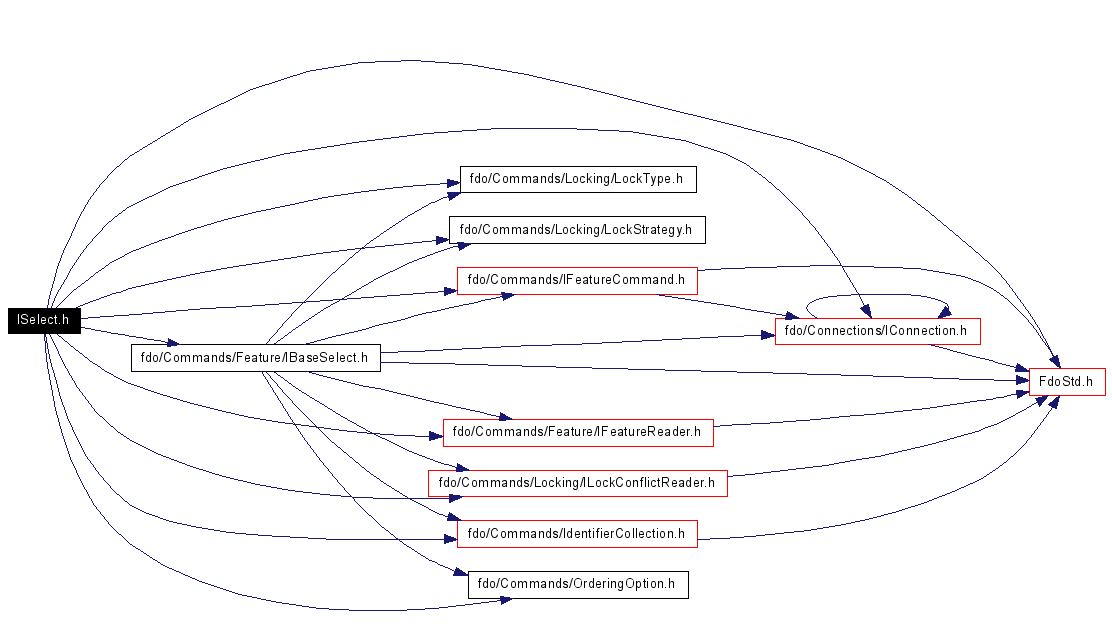 fdo/Commands/Locking/LockType.h
fdo/Commands/Locking/LockStrategy.h
fdo/Commands/IFeatureCommand.h
ISelect.h
fdo/Connections/IConnection.h
fdo/Commands/Feature/IBaseSelect.h
FdoStd.h
fdo/Commands/Feature/IFeatureReader.h
fdo/Commands/Locking/ILockConflictReader.h
fdo/Commands/IdentifierCollection.h
fdo/Commands/OrderingOption.h